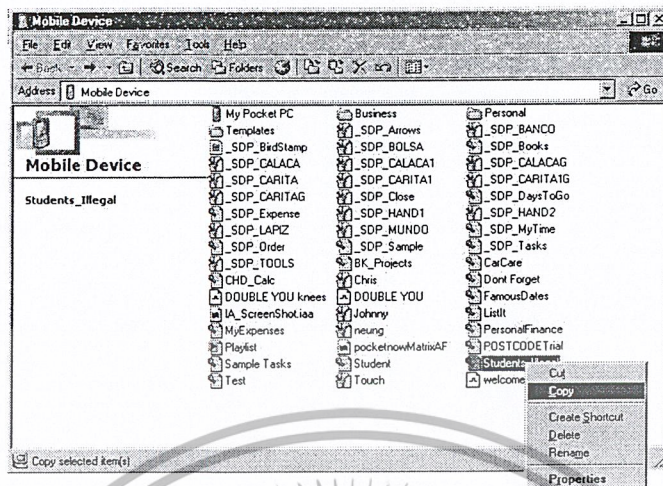 Mobile Device
File Edit View Favorites Tools Help
Back Search Folders
Address Mobile Device Go
Mobile Device
Students_Illegal
My Pocket PC Business Personal
Templates _SDP_Arrows _SDP_BANCO
_SDP_BirdStamp _SDP_BOLSA _SDP_Books
_SDP_CALACA _SDP_CALACA1 _SDP_CALACAG
_SDP_CARITA _SDP_CARITA1 _SDP_CARITA1G
_SDP_CARITAG _SDP_Close _SDP_DaysToGo
_SDP_Expense _SDP_HAND1 _SDP_HAND2
_SDP_LAPIZ _SDP_MUNDO _SDP_MyTime
_SDP_Order _SDP_Sample _SDP_Tasks
_SDP_TOOLS BK_Projects CarCare
CHD_Calc Chris Dont Forget
DOUBLE YOU knees DOUBLE YOU FamousDates
IA_ScreenShot.iaa Johnny ListIt
MyExpenses neung PersonalFinance
Playlist pocketnowMatrixAF POSTCODETrial
Sample Tasks Student Students_Illegal
Test Touch welcome
Cut
Copy
Create Shortcut
Delete
Rename
Properties
Copy selected item(s)